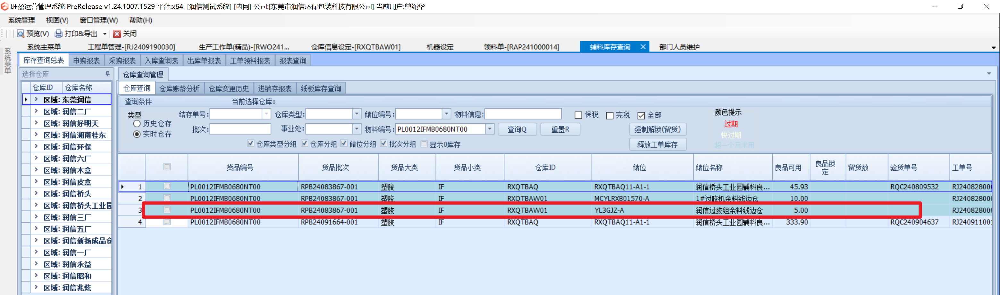 旺盈运营管理系统 PreRelease v1.24.1007.1529 平台:x64 [润信测试系统] [内网] 公司:[东莞市润信环保包装科技有限公司] 当前用户:曾绳华
系统管理 视图(V) 窗口管理(W) 帮助(H)
预览(V) 打印&导出 关闭
系统主菜单 工程单管理-[RJ2409190030] 生产工作单(精品)-[RWO241... 仓库信息设定-[RXQTBAW01] 机器设定 领料单-[RAP241000014] 辅料库存查询 部门人员维护
系统菜单
库存查询总表 申购报表 采购报表 入库查询表 出库单报表 工单领料报表 报表查询
选择仓库
仓库ID 仓库名称
区域: 东莞润信
区域: 润信二厂
区域: 润信好明天
区域: 润信湖南桂东
区域: 润信环保
区域: 润信六厂
区域: 润信木盒
区域: 润信皮盒
区域: 润信桥头
区域: 润信桥头工业园
区域: 润信三厂
区域: 润信五厂
区域: 润信新扬成品仓
区域: 润信一厂
区域: 润信永益
区域: 润信昭和
区域: 润信兆炫
仓库查询管理
仓库查询 仓库账龄分析 仓库变更历史 进销存报表 纸板库存查询
查询条件 当前选择仓库:
类型 结存单号: 仓库类型: 储位编号: 物料信息: 保税 完税 全部 颜色提示
历史仓存 批次: 事业处: 物料编号: PL0012IFMB0680NT00 查询Q 重置R 强制解锁(留货) 过期
实时仓存 快过期
仓库类型分组 仓库分组 储位分组 批次分组 显示0库存 释放工单库存 超一个月未用
货品编号 货品批次 货品大类 货品小类 仓库ID 储位 储位名称 良品可用 良品锁定 留货数 验货单号 工单号
1 PL0012IFMB0680NT00 RPB24083867-001 塑胶 IF RXQTBAQ RXQTBAQ11-A1-1 润信桥头工业园辅料良... 45.93 RQC240809532 RJ24082800
2 PL0012IFMB0680NT00 RPB24083867-001 塑胶 IF RXQTBAW01 MCYLRXB01570-A 1#过胶机余料线边仓 10.00 RJ24082800
3 PL0012IFMB0680NT00 RPB24083867-001 塑胶 IF RXQTBAW01 YL3GJZ-A 润信过胶组余料线边仓 5.00 RJ24082800
4 PL0012IFMB0680NT00 RPB24091664-001 塑胶 IF RXQTBAQ RXQTBAQ11-A1-1 润信桥头工业园辅料良... 333.90 RQC240904637 RJ24091100